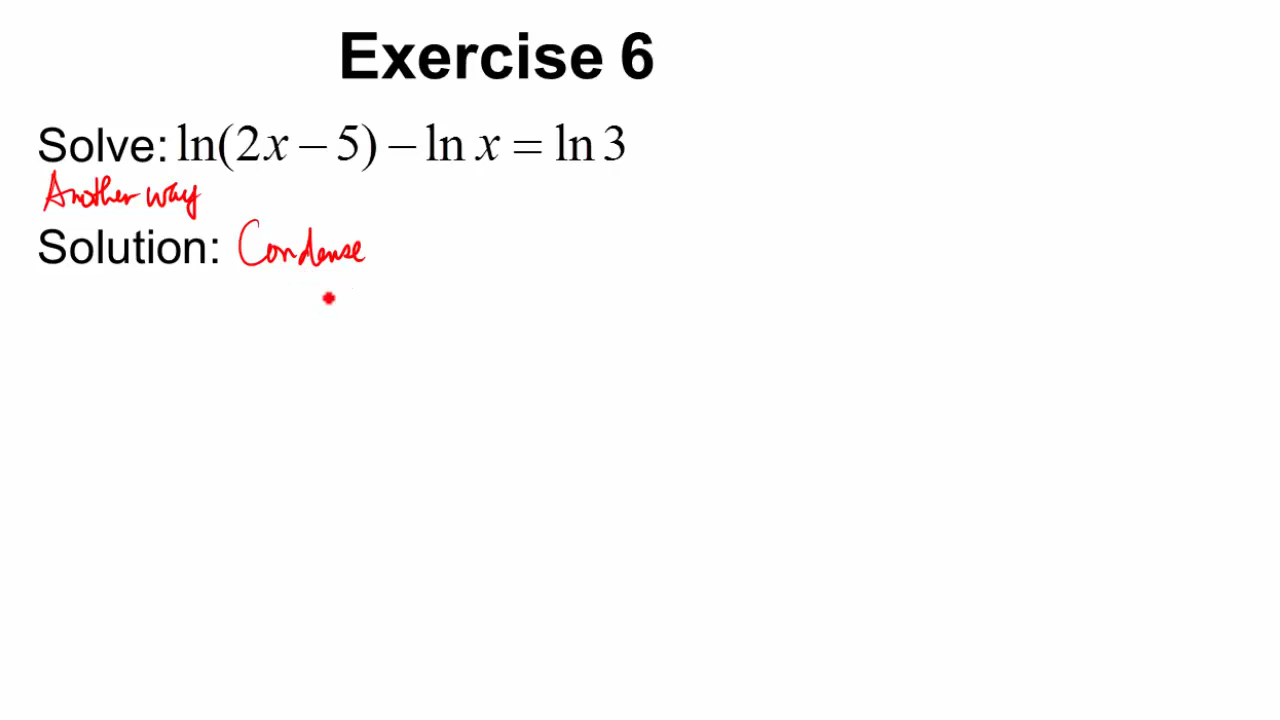 Exercise 6
Solve: ln(2x − 5) − ln x = ln 3
Another way
Solution: Condense